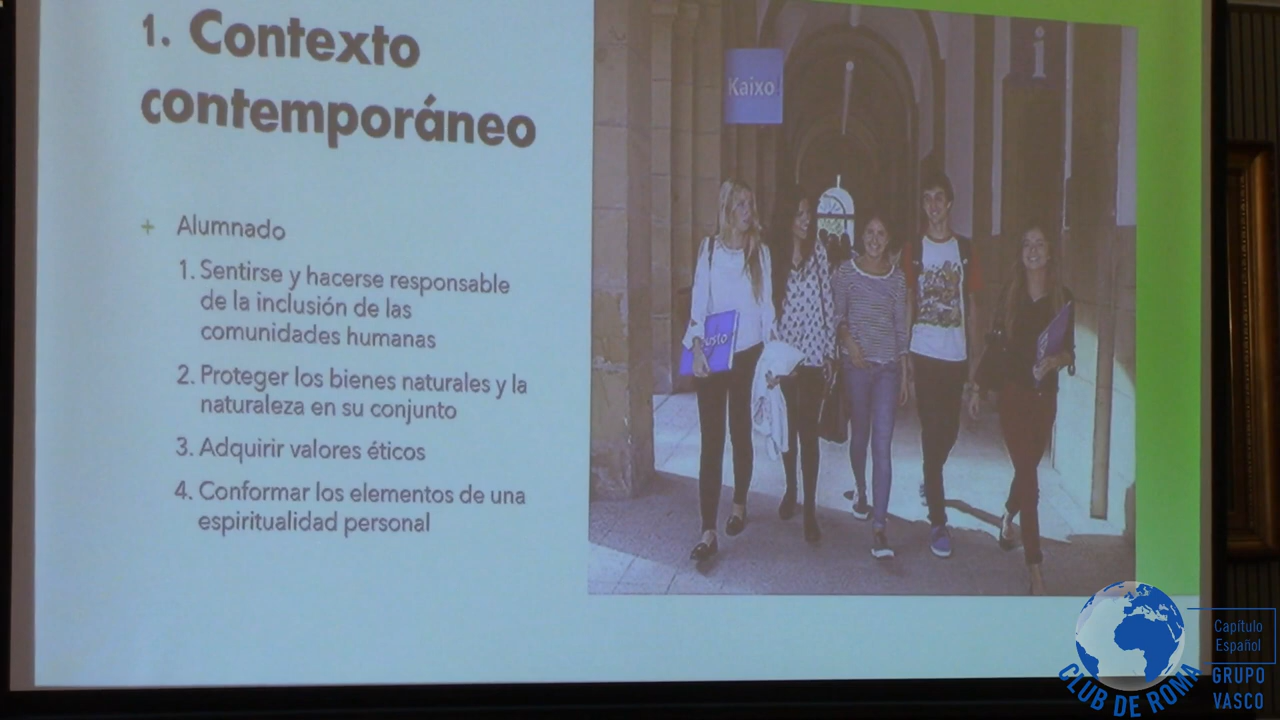 1. Contexto
contemporáneo
+ Alumnado
1. Sentirse y hacerse responsable
de la inclusión de las
comunidades humanas
2. Proteger los bienes naturales y la
naturaleza en su conjunto
3. Adquirir valores éticos
4. Conformar los elementos de una
espiritualidad personal
Kaixo
i
usto
CLUB DE ROMA
Capítulo
Español
GRUPO
VASCO